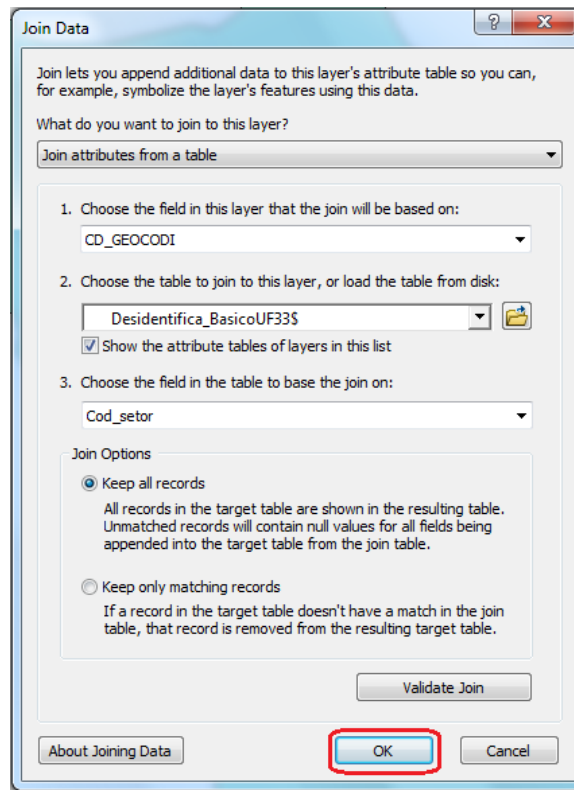 Join Data
Join lets you append additional data to this layer's attribute table so you can,
for example, symbolize the layer's features using this data.
What do you want to join to this layer?
Join attributes from a table
1. Choose the field in this layer that the join will be based on:
CD_GEOCODI
2. Choose the table to join to this layer, or load the table from disk:
Desidentifica_BasicoUF33$
Show the attribute tables of layers in this list
3. Choose the field in the table to base the join on:
Cod_setor
Join Options
Keep all records
All records in the target table are shown in the resulting table.
Unmatched records will contain null values for all fields being
appended into the target table from the join table.
Keep only matching records
If a record in the target table doesn't have a match in the join
table, that record is removed from the resulting target table.
Validate Join
About Joining Data
OK
Cancel